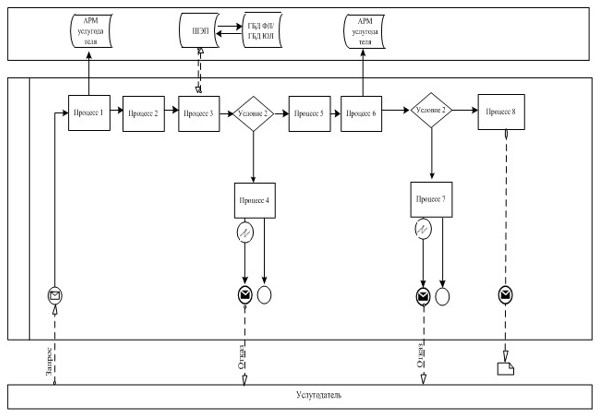 АРМ
услугода
теля
ШЭП
ГБД ФЛ/
ГБД ЮЛ
АРМ
услугода
теля
Процесс 1
Процесс 2
Процесс 3
Условие 2
Процесс 5
Процесс 6
Условие 2
Процесс 8
Процесс 4
Процесс 7
Запрос
Отказ
Отказ
Услугодатель